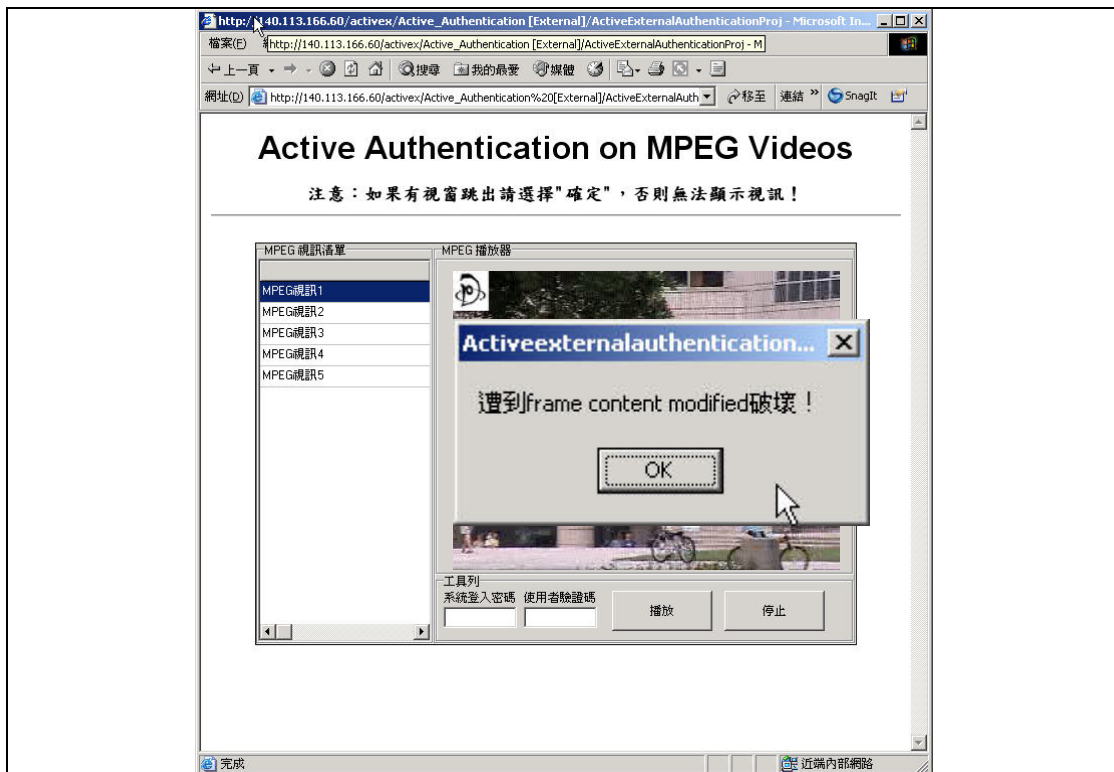 http://140.113.166.60/activex/Active_Authentication [External]/ActiveExternalAuthenticationProj - Microsoft In...
檔案(F)
http://140.113.166.60/activex/Active_Authentication [External]/ActiveExternalAuthenticationProj - M
上一頁 搜尋 我的最愛 媒體
網址(D) http://140.113.166.60/activex/Active_Authentication%20[External]/ActiveExternalAuth 移至 連結 » SnagIt
Active Authentication on MPEG Videos
注意：如果有視窗跳出請選擇"確定"，否則無法顯示視訊！
MPEG 視訊清單
MPEG視訊1
MPEG視訊2
MPEG視訊3
MPEG視訊4
MPEG視訊5
MPEG 播放器
Activeexternalauthentication...
遭到frame content modified破壞！
OK
工具列
系統登入密碼 使用者驗證碼
播放 停止
完成 近端內部網路